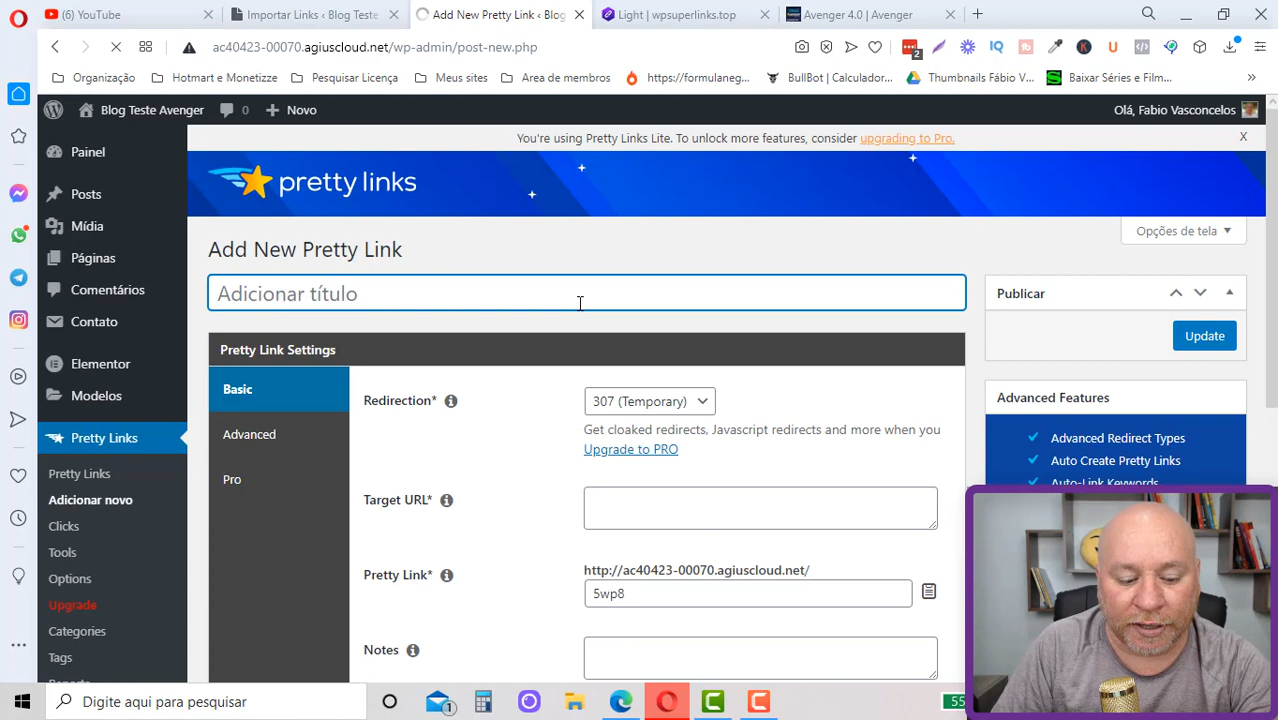 (6) YouTube
Importar Links ‹ Blog Teste
Add New Pretty Link ‹ Blog
Light | wpsuperlinks.top
Avenger 4.0 | Avenger
ac40423-00070.agiuscloud.net/wp-admin/post-new.php
2
Organização
Hotmart e Monetizze
Pesquisar Licença
Meus sites
Area de membros
https://formulaneg...
BullBot | Calculador...
Thumbnails Fábio V...
Baixar Séries e Film...
Blog Teste Avenger
0
Novo
Olá, Fabio Vasconcelos
You're using Pretty Links Lite. To unlock more features, consider upgrading to Pro.
X
pretty links
Painel
Posts
Mídia
Páginas
Comentários
Contato
Elementor
Modelos
Pretty Links
Pretty Links
Adicionar novo
Clicks
Tools
Options
Upgrade
Categories
Tags
Opções de tela
Add New Pretty Link
Adicionar título
Publicar
Update
Pretty Link Settings
Basic
Advanced
Pro
Redirection*
307 (Temporary)
Get cloaked redirects, Javascript redirects and more when you
Upgrade to PRO
Target URL*
Pretty Link*
http://ac40423-00070.agiuscloud.net/
5wp8
Notes
Advanced Features
Advanced Redirect Types
Auto Create Pretty Links
Auto-Link Keywords
Digite aqui para pesquisar
1
55